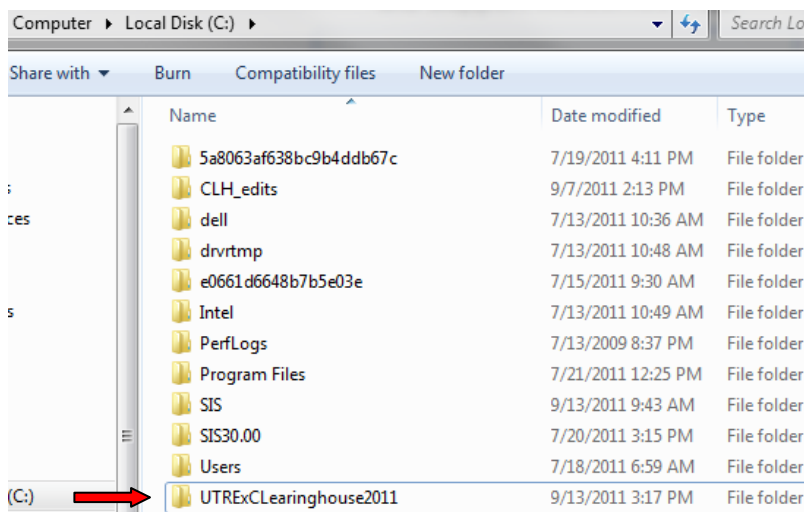 Computer ▸ Local Disk (C:) ▸ Search Lo
Share with ▾ Burn Compatibility files New folder
Name Date modified Type
5a8063af638bc9b4ddb67c 7/19/2011 4:11 PM File folder
CLH_edits 9/7/2011 2:13 PM File folder
dell 7/13/2011 10:36 AM File folder
drvrtmp 7/13/2011 10:48 AM File folder
e0661d6648b7b5e03e 7/15/2011 9:30 AM File folder
Intel 7/13/2011 10:49 AM File folder
PerfLogs 7/13/2009 8:37 PM File folder
Program Files 7/21/2011 12:25 PM File folder
SIS 9/13/2011 9:43 AM File folder
SIS30.00 7/20/2011 3:15 PM File folder
Users 7/18/2011 6:59 AM File folder
(C:) UTRExCLearinghouse2011 9/13/2011 3:17 PM File folder